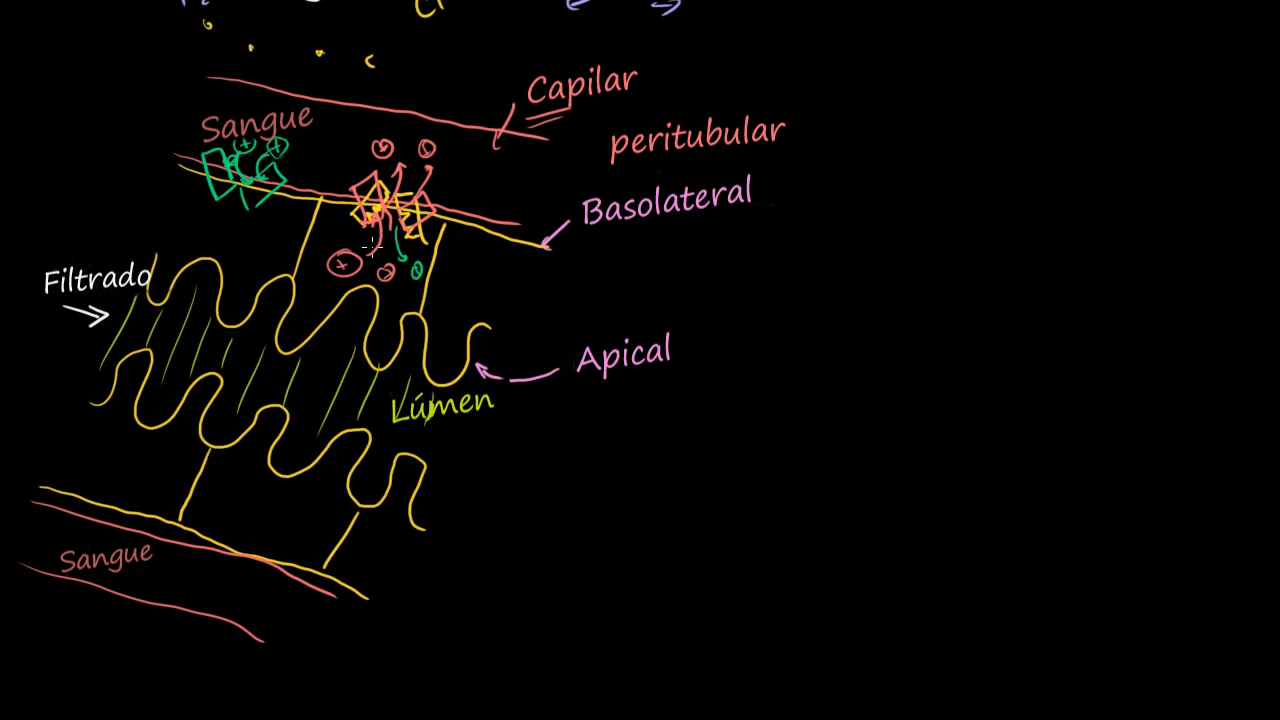 Capilar
Sangue
peritubular
Basolateral
Filtrado
Apical
Lúmen
Sangue